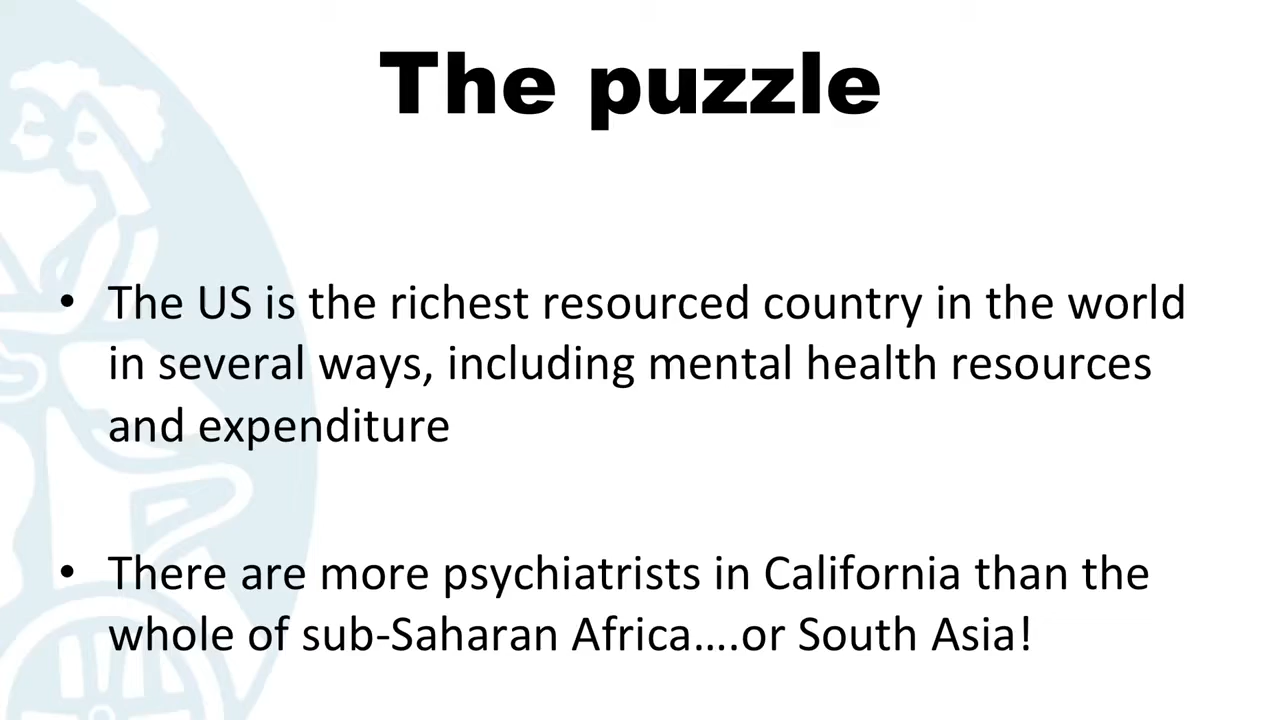 The puzzle
• The US is the richest resourced country in the world
in several ways, including mental health resources
and expenditure
• There are more psychiatrists in California than the
whole of sub-Saharan Africa....or South Asia!